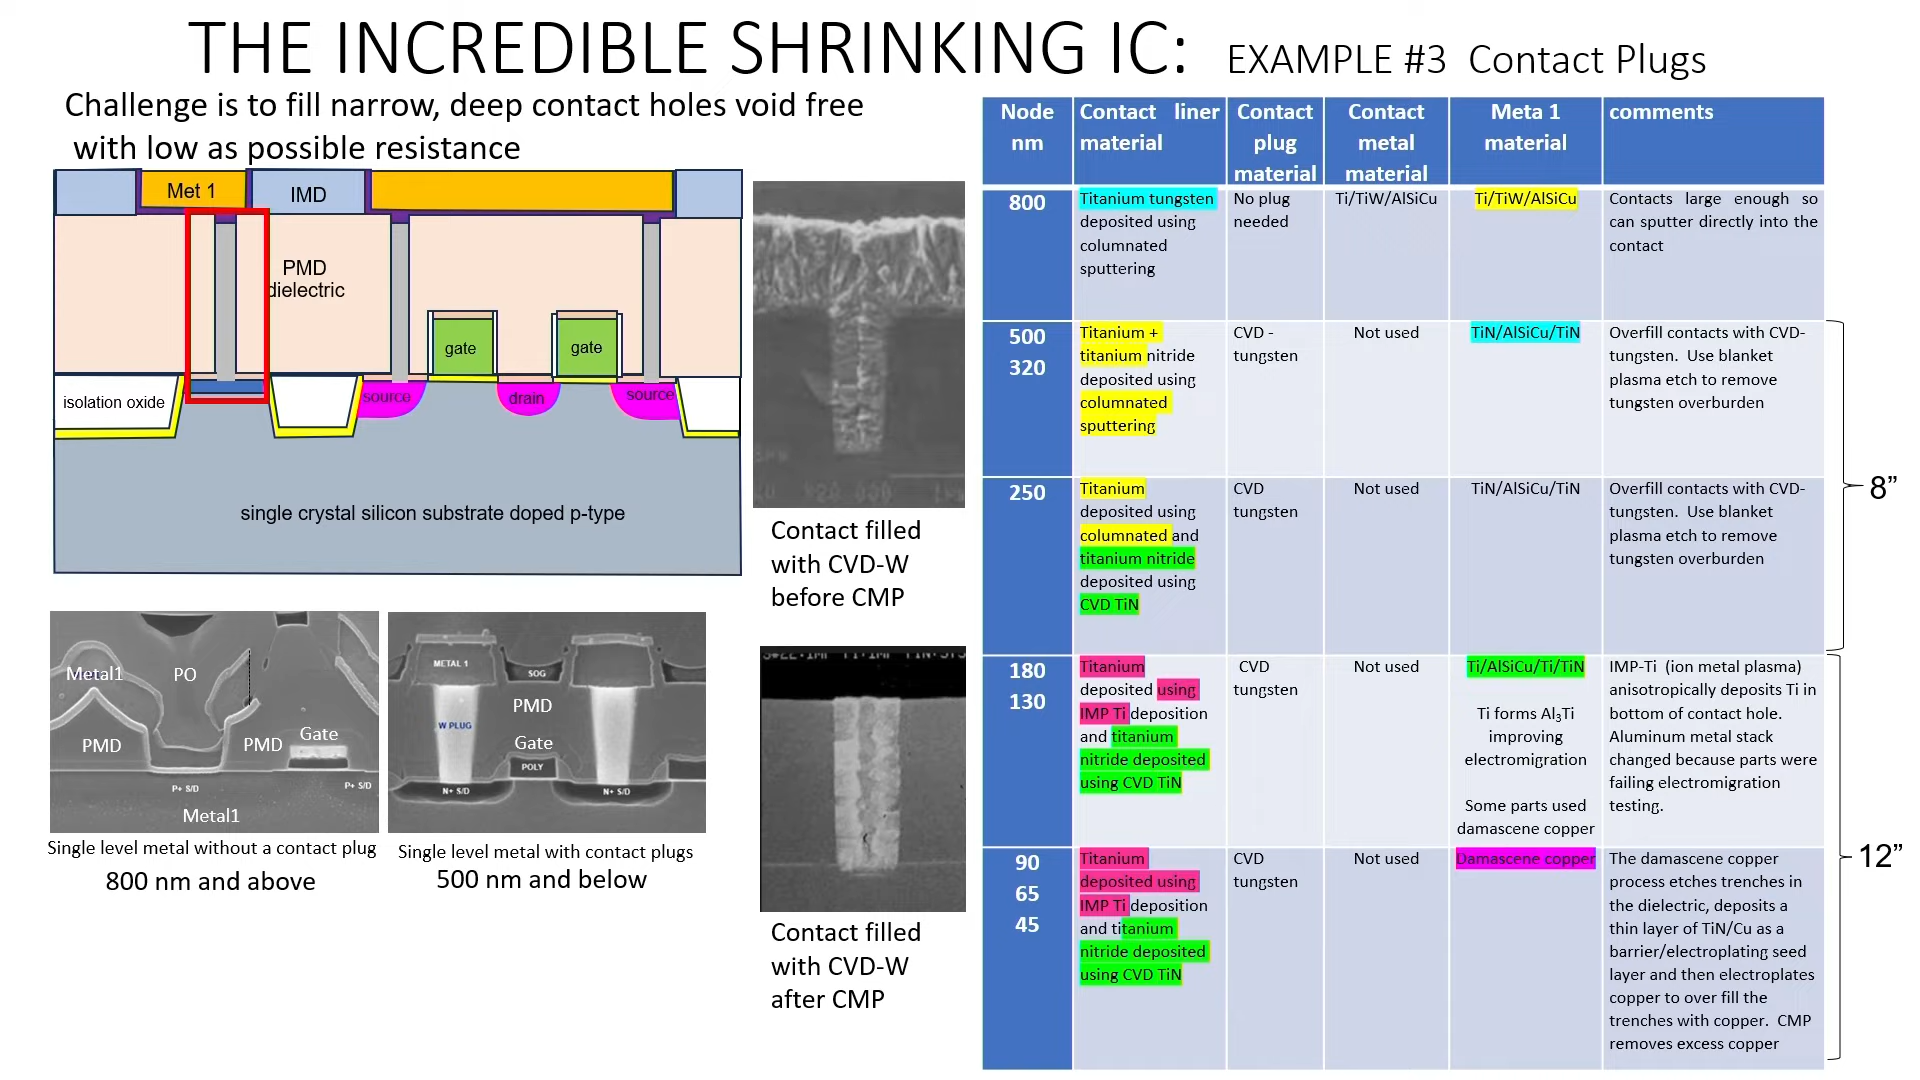 THE INCREDIBLE SHRINKING IC: EXAMPLE #3 Contact Plugs
Challenge is to fill narrow, deep contact holes void free
with low as possible resistance
Met 1
IMD
PMD
dielectric
gate
gate
isolation oxide
source
drain
source
single crystal silicon substrate doped p-type
Contact filled
with CVD-W
before CMP
Metal1
PO
PMD
PMD
Gate
P+ S/D
P+ S/D
Metal1
Single level metal without a contact plug
800 nm and above
METAL 1
SOG
PMD
W PLUG
Gate
POLY
N+ S/D
N+ S/D
Single level metal with contact plugs
500 nm and below
Contact filled
with CVD-W
after CMP
Node
nm
Contact liner
material
Contact
plug
material
Contact
metal
material
Meta 1
material
comments
800
Titanium tungsten
deposited using
columnated
sputtering
No plug
needed
Ti/TiW/AlSiCu
Ti/TiW/AlSiCu
Contacts large enough so
can sputter directly into the
contact
500
320
Titanium +
titanium nitride
deposited using
columnated
sputtering
CVD -
tungsten
Not used
TiN/AlSiCu/TiN
Overfill contacts with CVD-
tungsten. Use blanket
plasma etch to remove
tungsten overburden
250
Titanium
deposited using
columnated and
titanium nitride
deposited using
CVD TiN
CVD
tungsten
Not used
TiN/AlSiCu/TiN
Overfill contacts with CVD-
tungsten. Use blanket
plasma etch to remove
tungsten overburden
8”
180
130
Titanium
deposited using
IMP Ti deposition
and titanium
nitride deposited
using CVD TiN
CVD
tungsten
Not used
Ti/AlSiCu/Ti/TiN
Ti forms Al₃Ti
improving
electromigration
Some parts used
damascene copper
IMP-Ti (ion metal plasma)
anisotropically deposits Ti in
bottom of contact hole.
Aluminum metal stack
changed because parts were
failing electromigration
testing.
90
65
45
Titanium
deposited using
IMP Ti deposition
and titanium
nitride deposited
using CVD TiN
CVD
tungsten
Not used
Damascene copper
The damascene copper
process etches trenches in
the dielectric, deposits a
thin layer of TiN/Cu as a
barrier/electroplating seed
layer and then electroplates
copper to over fill the
trenches with copper. CMP
removes excess copper
12”